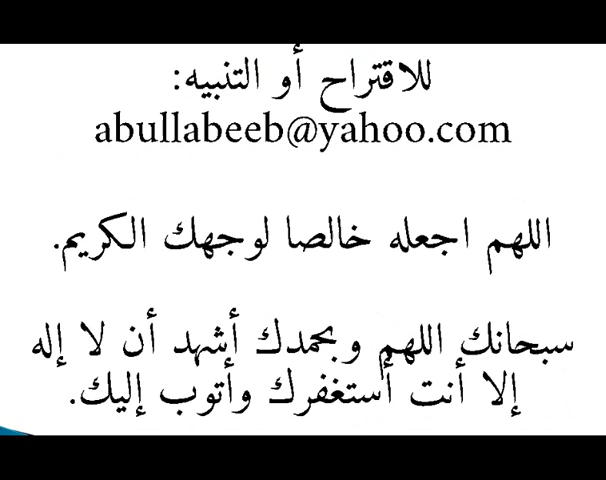 للاقتراح أو التنبيه:
abullabeeb@yahoo.com
اللهم اجعله خالصا لوجهك الكريم.
سبحانك اللهم وبحمدك أشهد أن لا إله
إلا أنت أستغفرك وأتوب إليك.